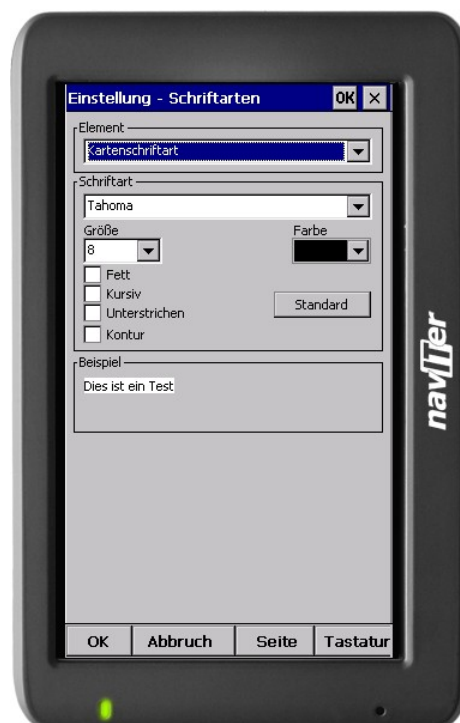 Einstellung - Schriftarten OK ×
Element
Kartenschriftart
Schriftart
Tahoma
Größe Farbe
8
Fett
Kursiv
Unterstrichen
Standard
Kontur
Beispiel
Dies ist ein Test
OK Abbruch Seite Tastatur
naviter